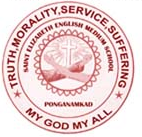 TRUTH, MORALITY, SERVICE, SUFFERING
SAINT ELIZABETH ENGLISH MEDIUM SCHOOL
PONGANAMKAD
MY GOD MY ALL